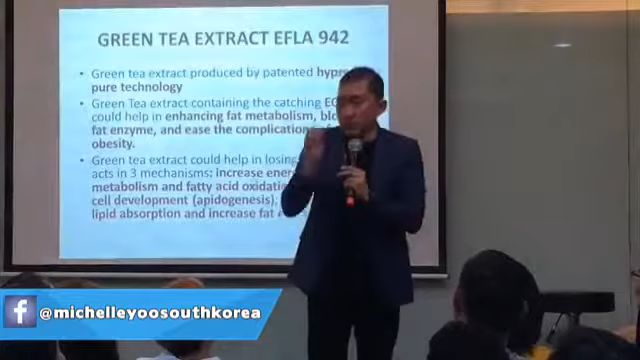 GREEN TEA EXTRACT EFLA 942
• Green tea extract produced by patented
pure technology
• Green Tea extract containing the catching
could help in enhancing fat metabolism,
fat enzyme, and ease the complication
obesity.
• Green tea extract could help in losing
acts in 3 mechanisms: increase
metabolism and fatty acid
cell development (apidogenesis);
lipid absorption and increase fat
f @michelleyoosouthkorea